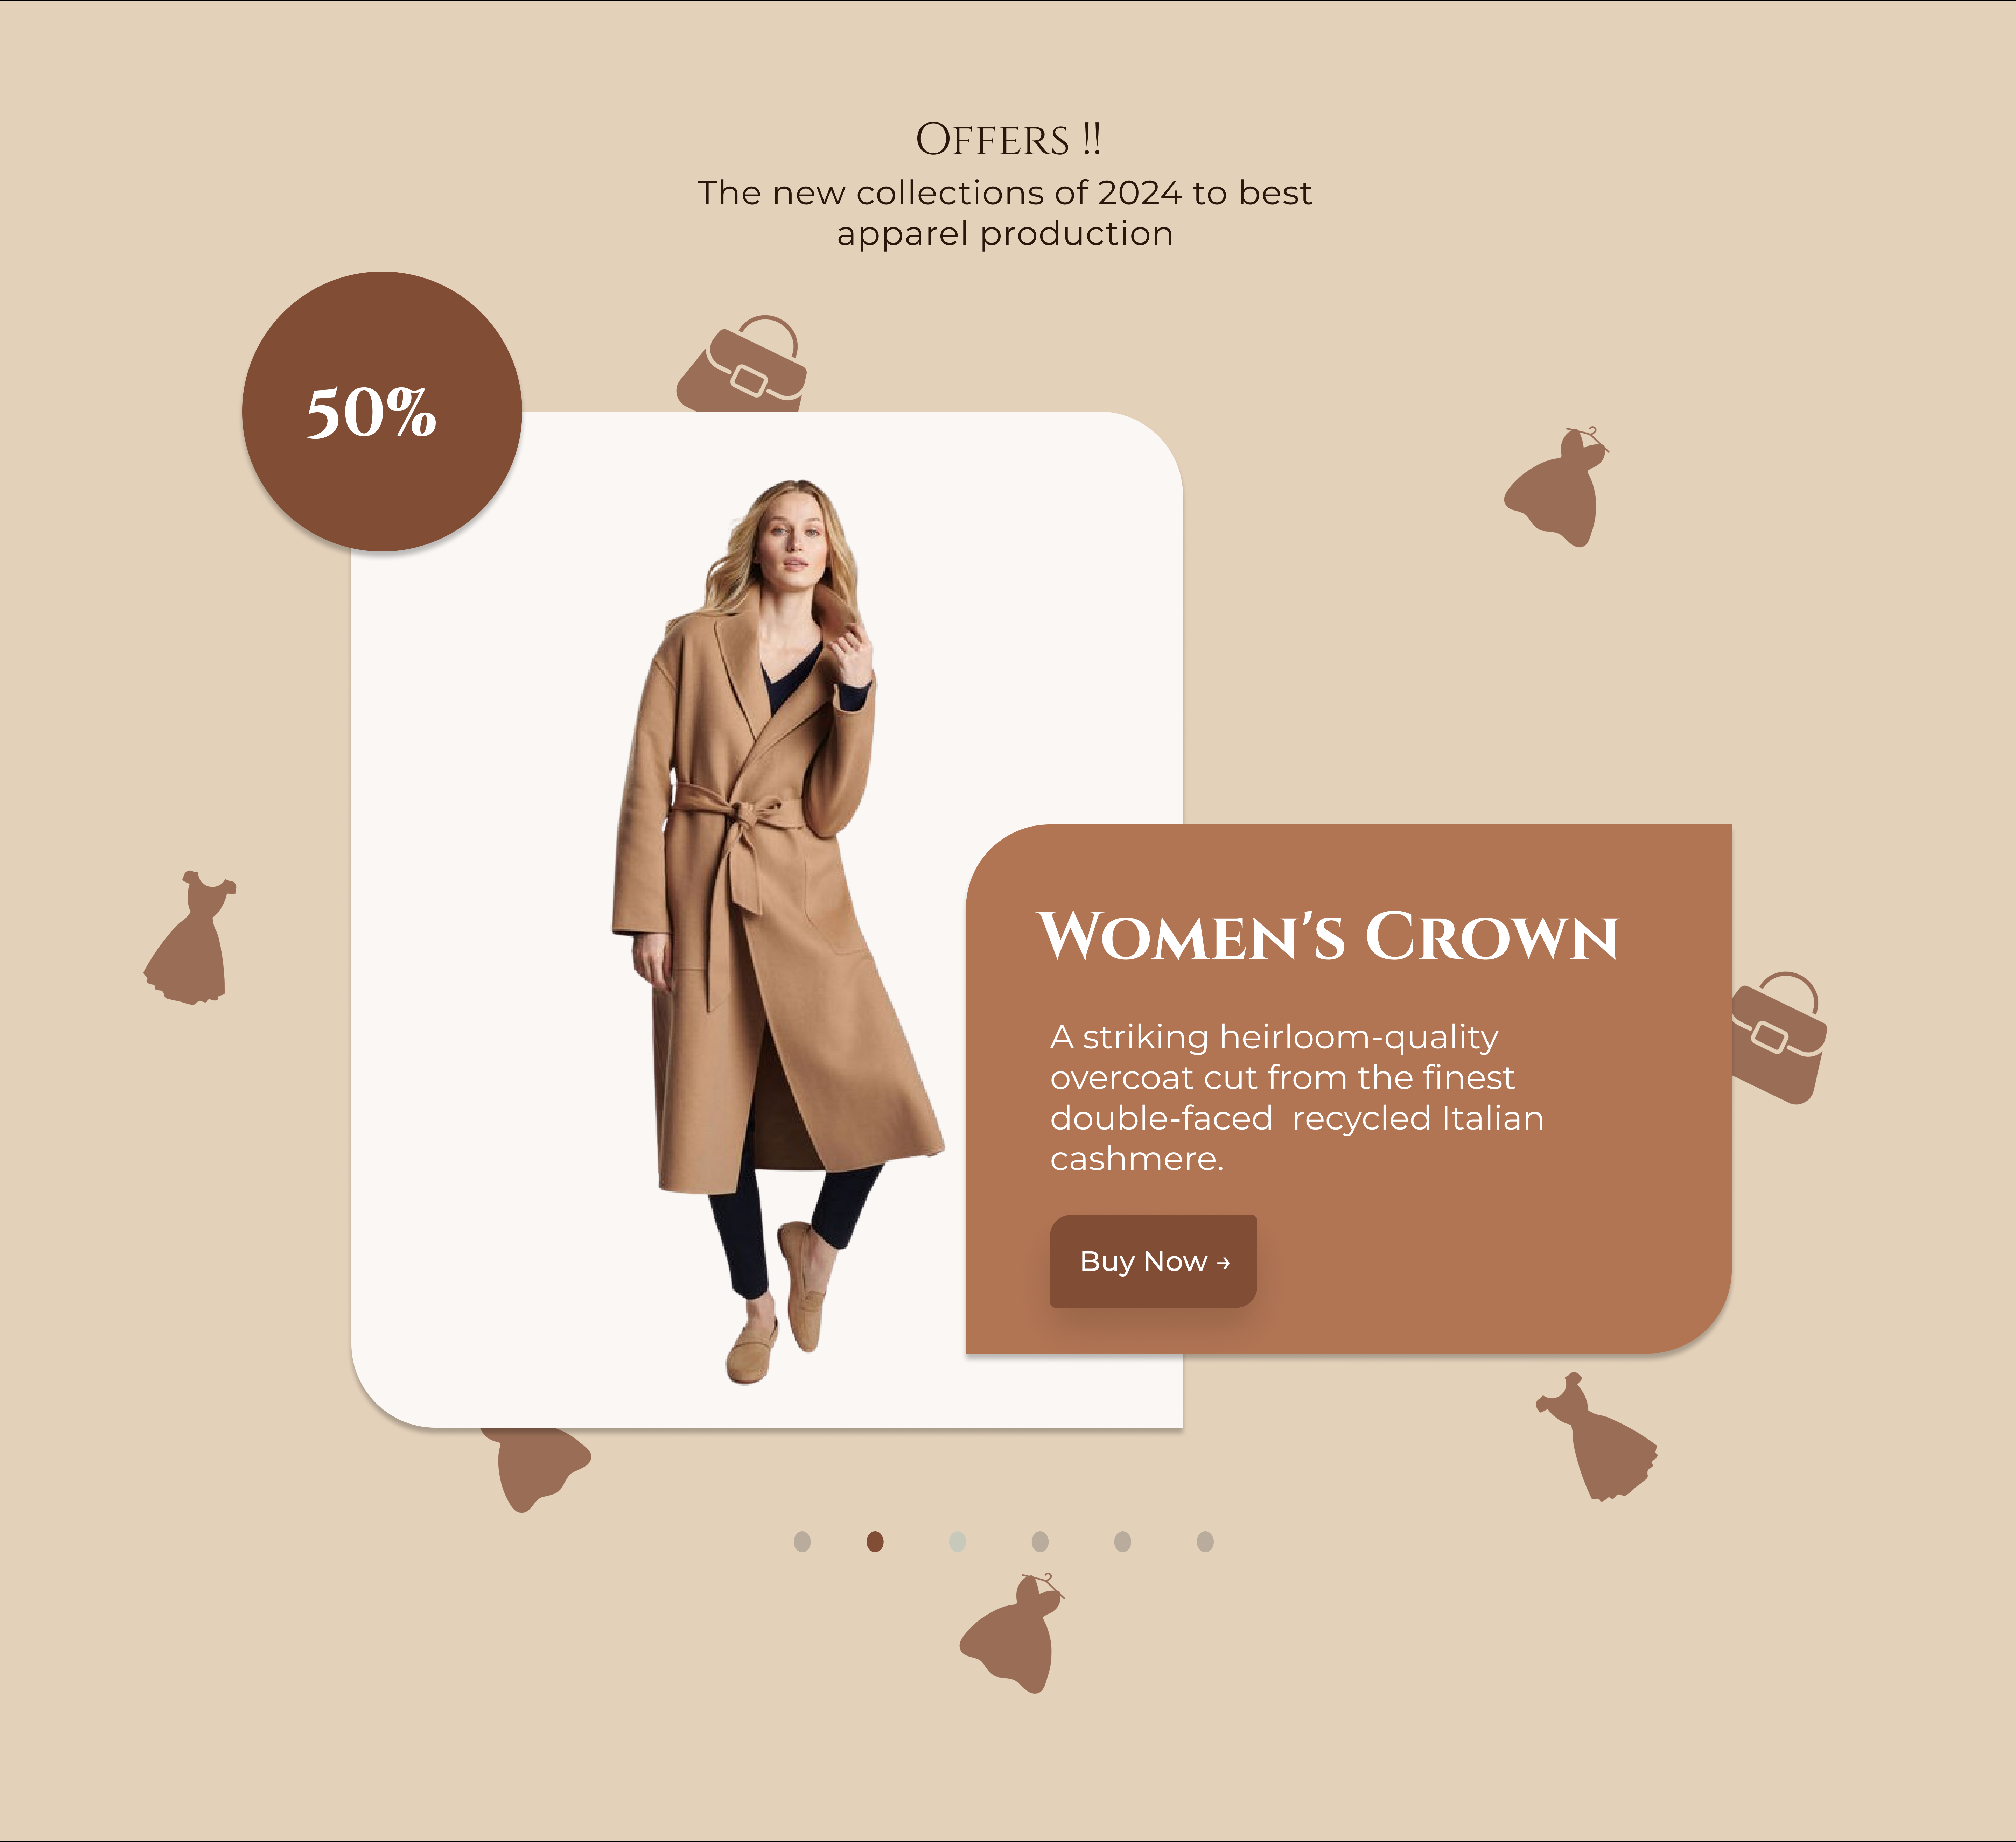 Offers !!
The new collections of 2024 to best
apparel production
50%
Women's Crown
A striking heirloom-quality
overcoat cut from the finest
double-faced  recycled Italian
cashmere.
Buy Now →